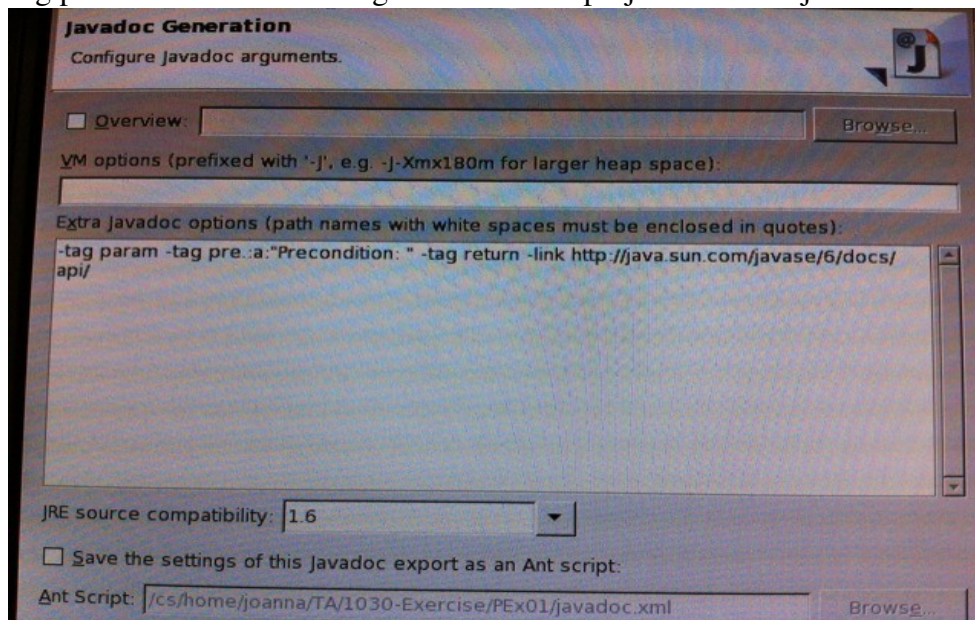 Javadoc Generation
Configure Javadoc arguments.
@
J
Overview:
Browse...
VM options (prefixed with '-J', e.g. -J-Xmx180m for larger heap space):
Extra Javadoc options (path names with white spaces must be enclosed in quotes):
-tag param -tag pre.:a:"Precondition: " -tag return -link http://java.sun.com/javase/6/docs/
api/
JRE source compatibility: 1.6
Save the settings of this Javadoc export as an Ant script:
Ant Script: /cs/home/joanna/TA/1030-Exercise/PEx01/javadoc.xml Browse...